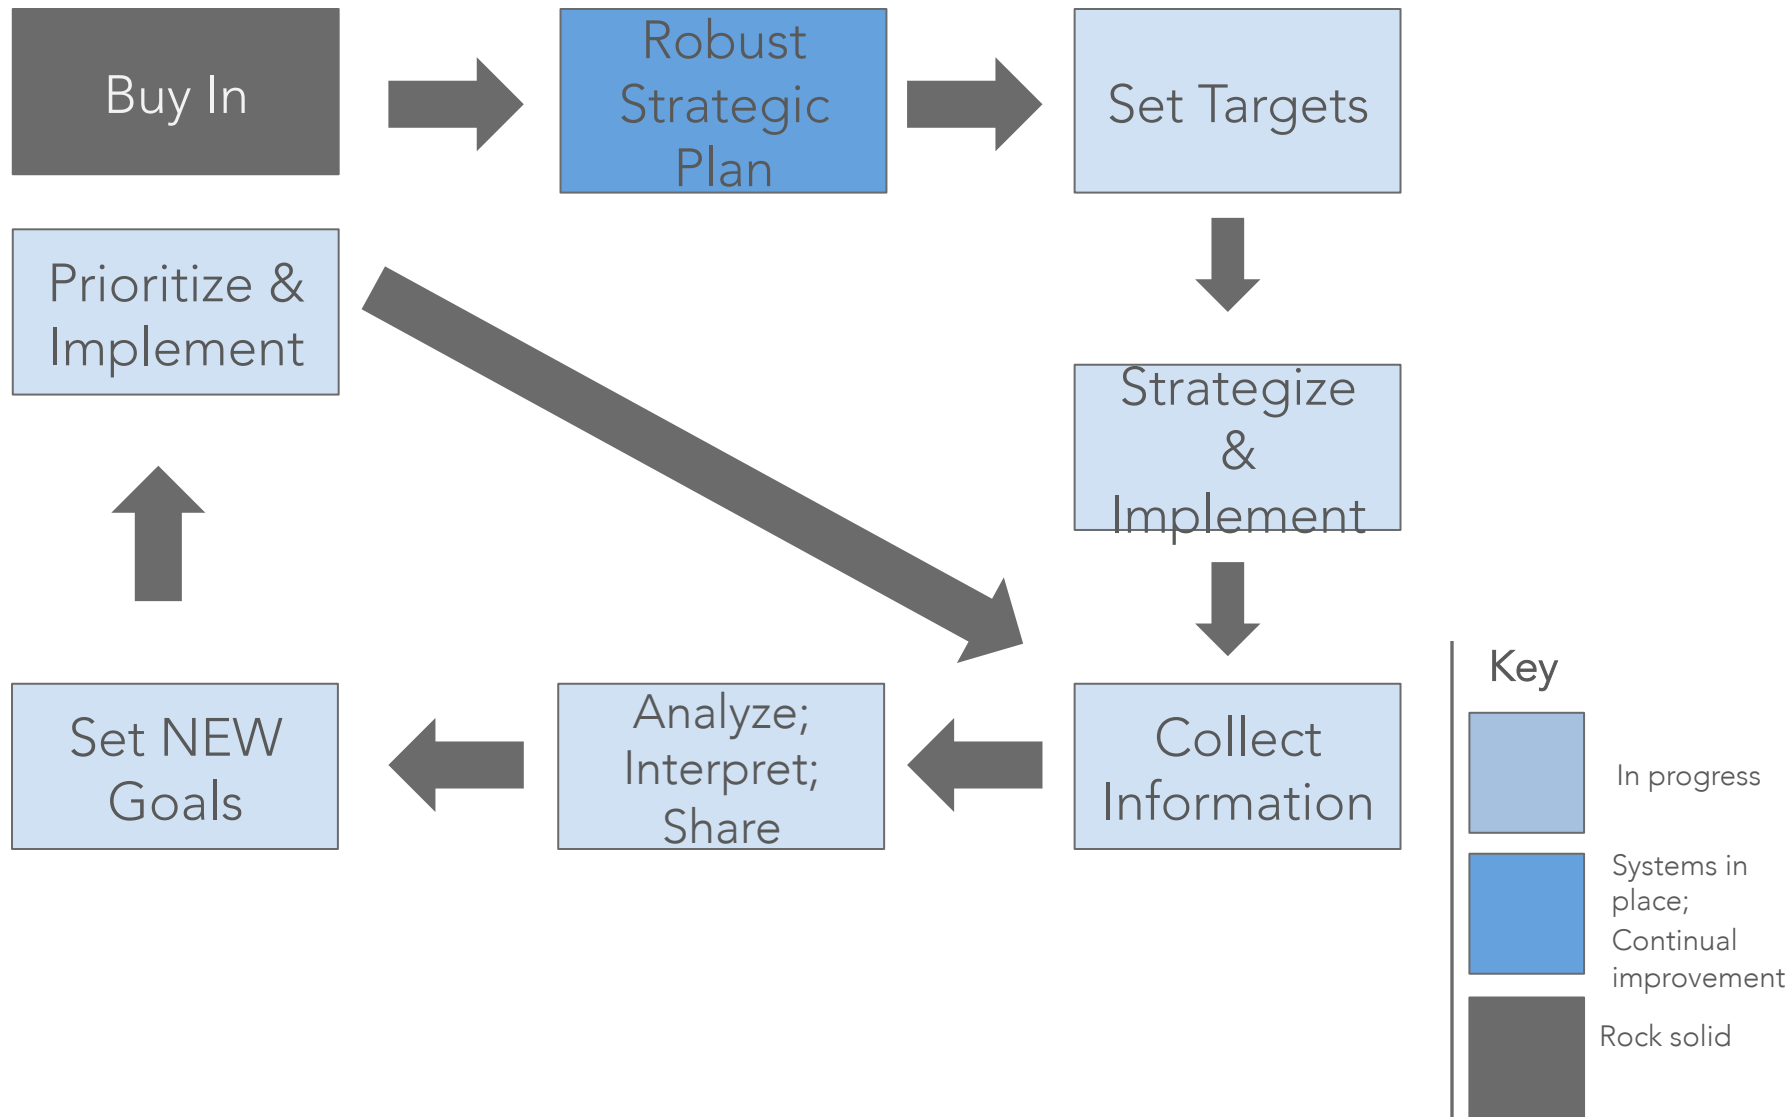 Buy In
Robust
Strategic
Plan
Set Targets
Prioritize &
Implement
Strategize
&
Implement
Set NEW
Goals
Analyze;
Interpret;
Share
Collect
Information
Key
In progress
Systems in
place;
Continual
improvement
Rock solid